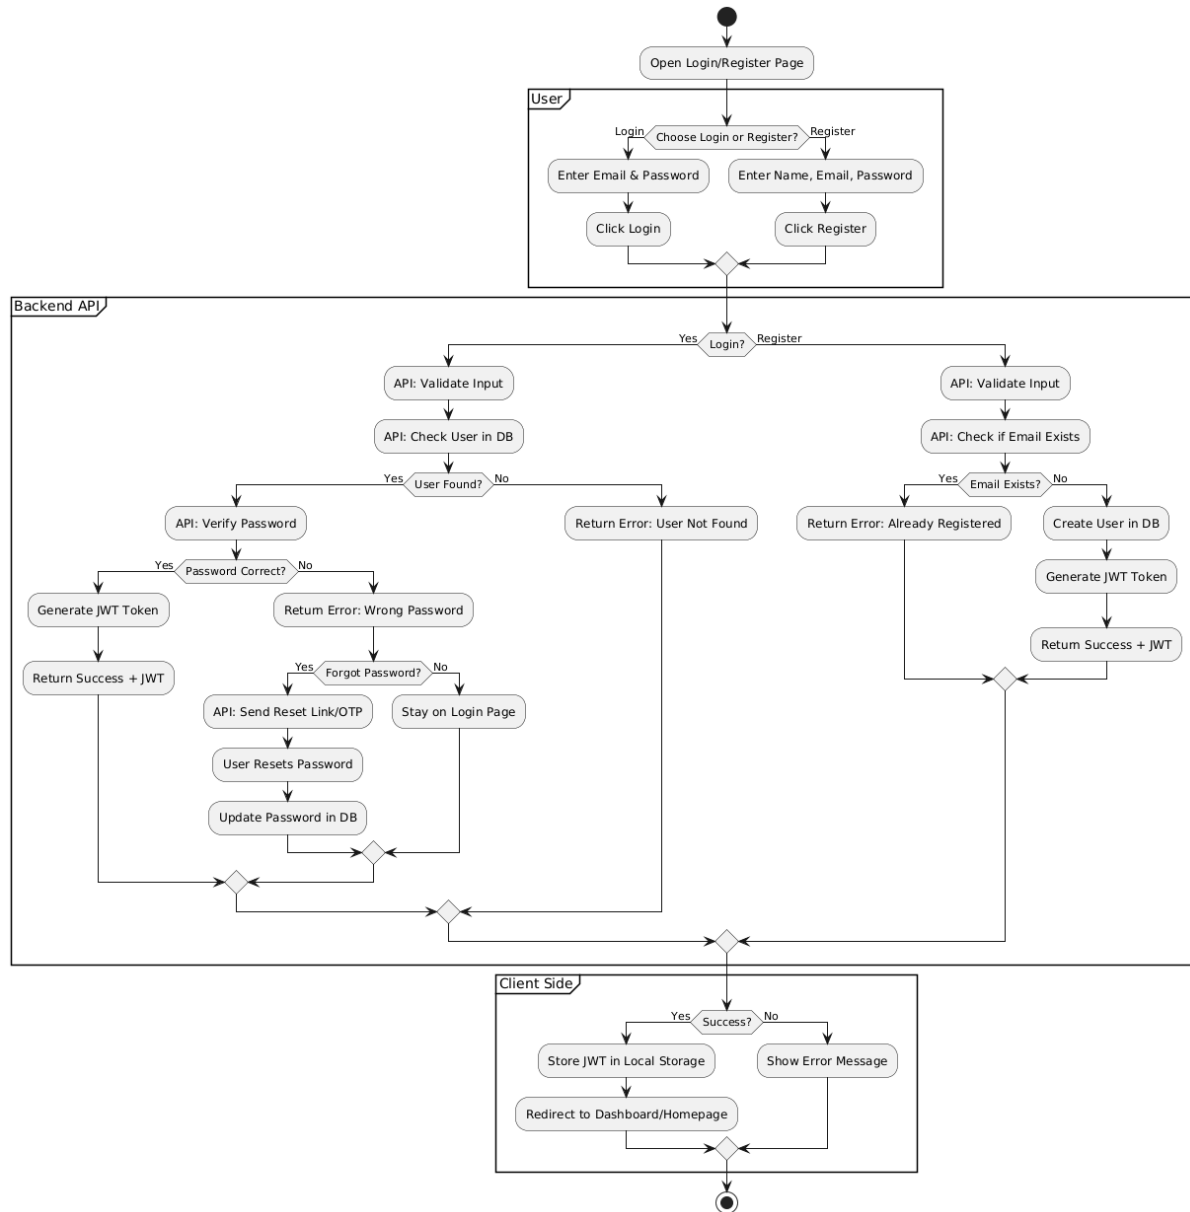 Open Login/Register Page
User
Login
Choose Login or Register?
Register
Enter Email & Password
Enter Name, Email, Password
Click Login
Click Register
Backend API
Yes
Login?
Register
API: Validate Input
API: Validate Input
API: Check User in DB
API: Check if Email Exists
Yes
User Found?
No
Yes
Email Exists?
No
API: Verify Password
Return Error: User Not Found
Return Error: Already Registered
Create User in DB
Yes
Password Correct?
No
Generate JWT Token
Generate JWT Token
Return Error: Wrong Password
Return Success + JWT
Return Success + JWT
Yes
Forgot Password?
No
API: Send Reset Link/OTP
Stay on Login Page
User Resets Password
Update Password in DB
Client Side
Yes
Success?
No
Store JWT in Local Storage
Show Error Message
Redirect to Dashboard/Homepage